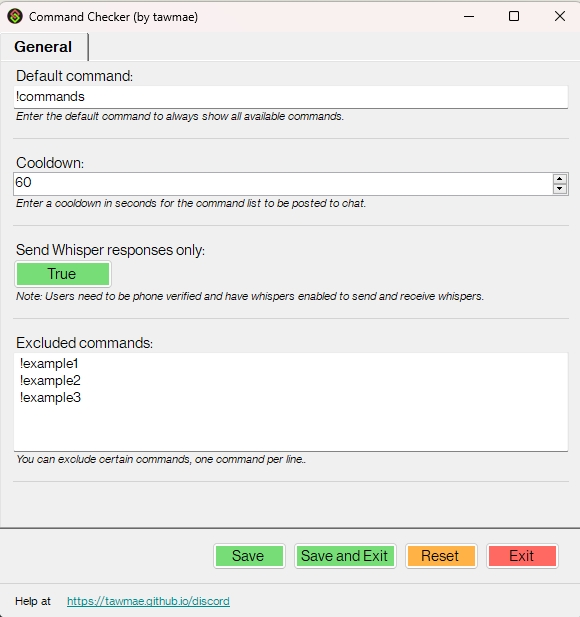 Command Checker (by tawmae)
General
Default command:
!commands
Enter the default command to always show all available commands.
Cooldown:
60
Enter a cooldown in seconds for the command list to be posted to chat.
Send Whisper responses only:
True
Note: Users need to be phone verified and have whispers enabled to send and receive whispers.
Excluded commands:
!example1
!example2
!example3
You can exclude certain commands, one command per line..
Save Save and Exit Reset Exit
Help at https://tawmae.github.io/discord